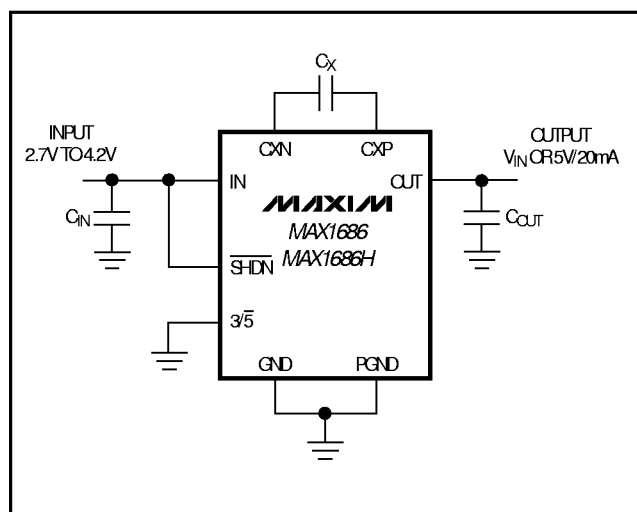 CX
CXN
CXP
INPUT
2.7V TO 4.2V
OUTPUT
VIN OR 5V/20mA
IN
OUT
MAXIM
MAX1686
MAX1686H
CIN
COUT
SHDN
3/5
GND
PGND